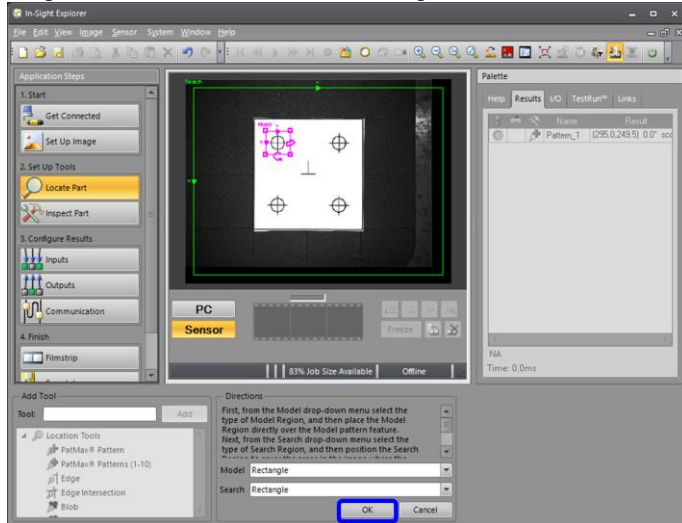 In-Sight Explorer
File Edit View Image Sensor System Window Help
Application Steps
1. Start
Get Connected
Set Up Image
2. Set Up Tools
Locate Part
Inspect Part
3. Configure Results
Inputs
Outputs
Communication
4. Finish
Filmstrip
Search
Model
PC
Sensor
Freeze
83% Job Size Available
Offline
Palette
Help Results I/O TestRun™ Links
Name Result
Pattern_1 (295.0,249.5) 0.0° sco
NA
Time: 0.0ms
Add Tool
Tool:
Add
Location Tools
PatMax® Pattern
PatMax® Patterns (1-10)
Edge
Edge Intersection
Blob
Directions
First, from the Model drop-down menu select the
type of Model Region, and then place the Model
Region directly over the Model pattern feature.
Next, from the Search drop-down menu select the
type of Search Region, and then position the Search
Model Rectangle
Search Rectangle
OK Cancel